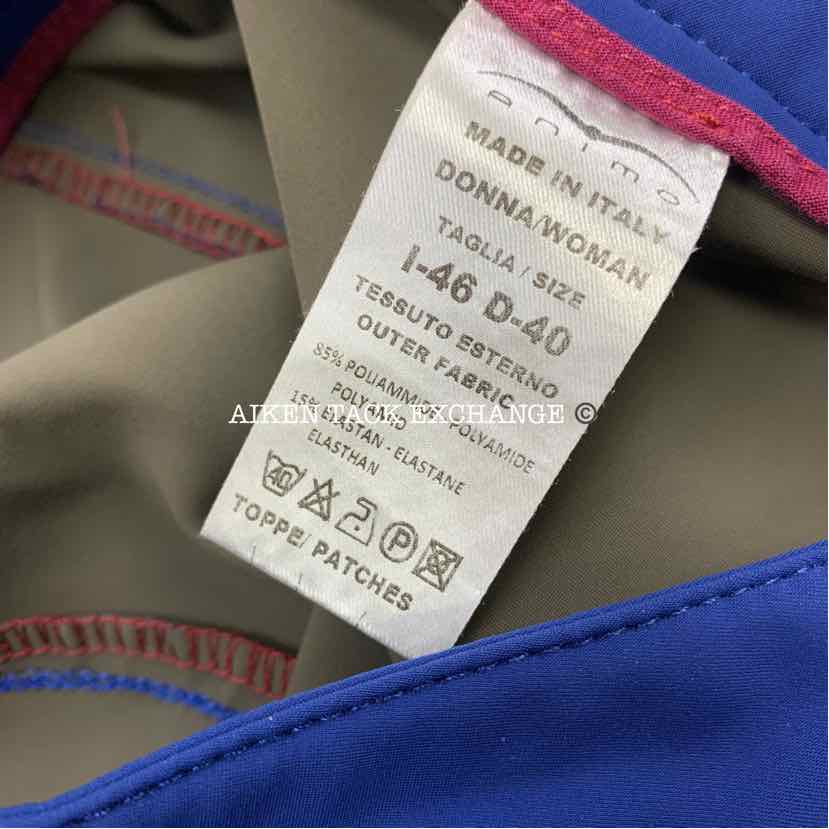 animo
MADE IN ITALY
DONNA/WOMAN
TAGLIA / SIZE
I-46 D-40
TESSUTO ESTERNO
OUTER FABRIC
85% POLIAMMIDE - POLYAMIDE
POLYAMID
15% ELASTAN - ELASTANE
ELASTHAN
40
P
TOPPE/ PATCHES
AIKEN TACK EXCHANGE ©